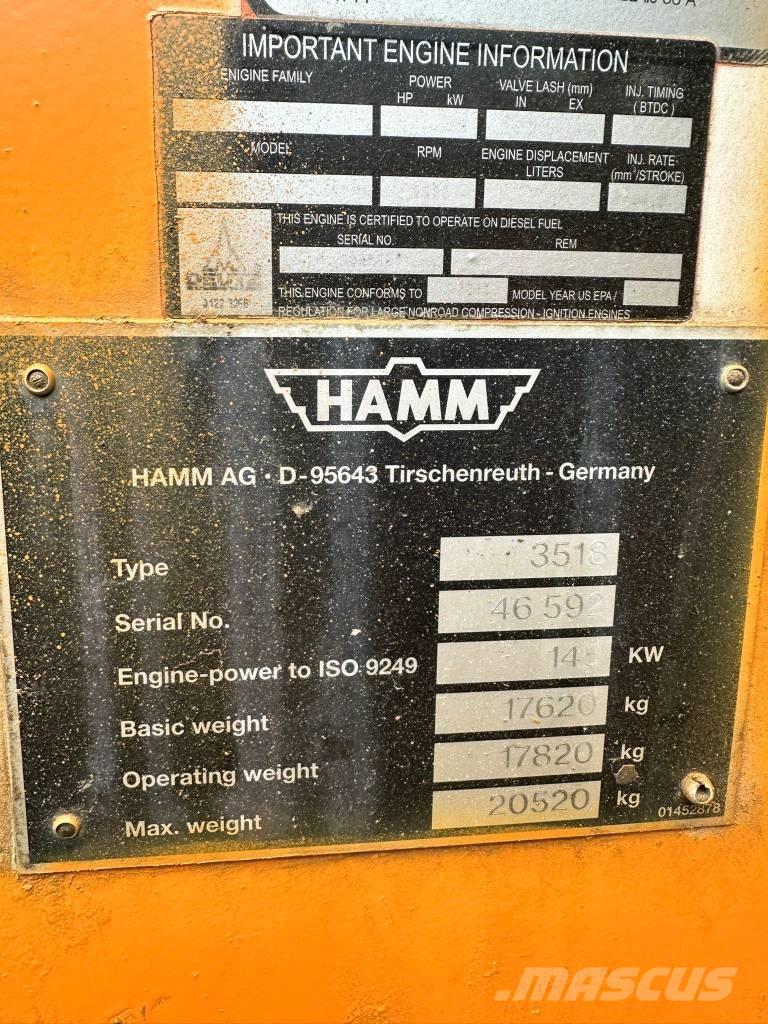 IMPORTANT ENGINE INFORMATION
ENIGINE FAMILY POWER VALVE LASH (mm) INJ. TIMING
HP kW IN EX ( BTDC )
MODEL RPM ENGINE DISPLACEMENT INJ. RATE
LITERS (mm³/STROKE)
THIS ENGINE IS CERTIFIED TO OPERATE ON DIESEL FUEL
SERIAL NO. REM
DEUTZ
THIS ENGINE CONFORMS TO MODEL YEAR US EPA /
REGULATION FOR LARGE NONROAD COMPRESSION - IGNITION ENGINES
HAMM
HAMM AG · D-95643 Tirschenreuth - Germany
Type 3518
Serial No. 46 592
Engine-power to ISO 9249 KW
Basic weight 17620 kg
Operating weight 17820 kg
Max. weight 20520 kg
01452878
MASCUS